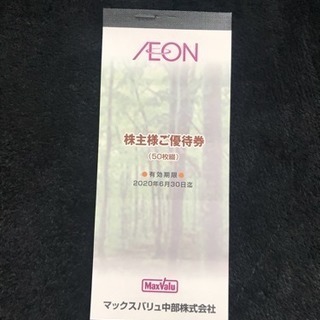 ÆON
株主様ご優待券
(50枚綴)
●有効期限●
2020年6月30日迄
MaxValu
マックスバリュ中部株式会社